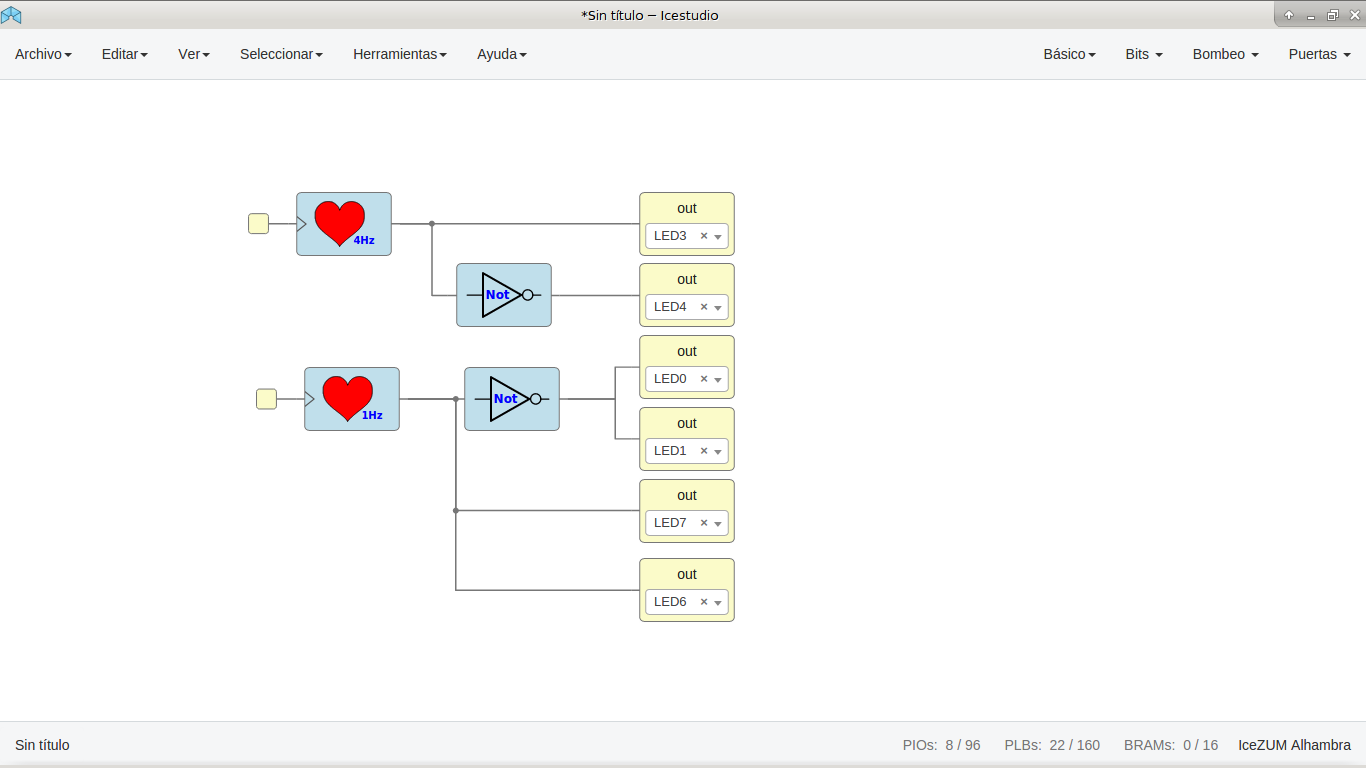 *Sin título – Icestudio
Archivo Editar Ver Seleccionar Herramientas Ayuda Básico Bits Bombeo Puertas
4Hz
out
LED3 ×
Not
out
LED4 ×
1Hz
Not
out
LED0 ×
out
LED1 ×
out
LED7 ×
out
LED6 ×
Sin título PIOs: 8 / 96 PLBs: 22 / 160 BRAMs: 0 / 16 IceZUM Alhambra